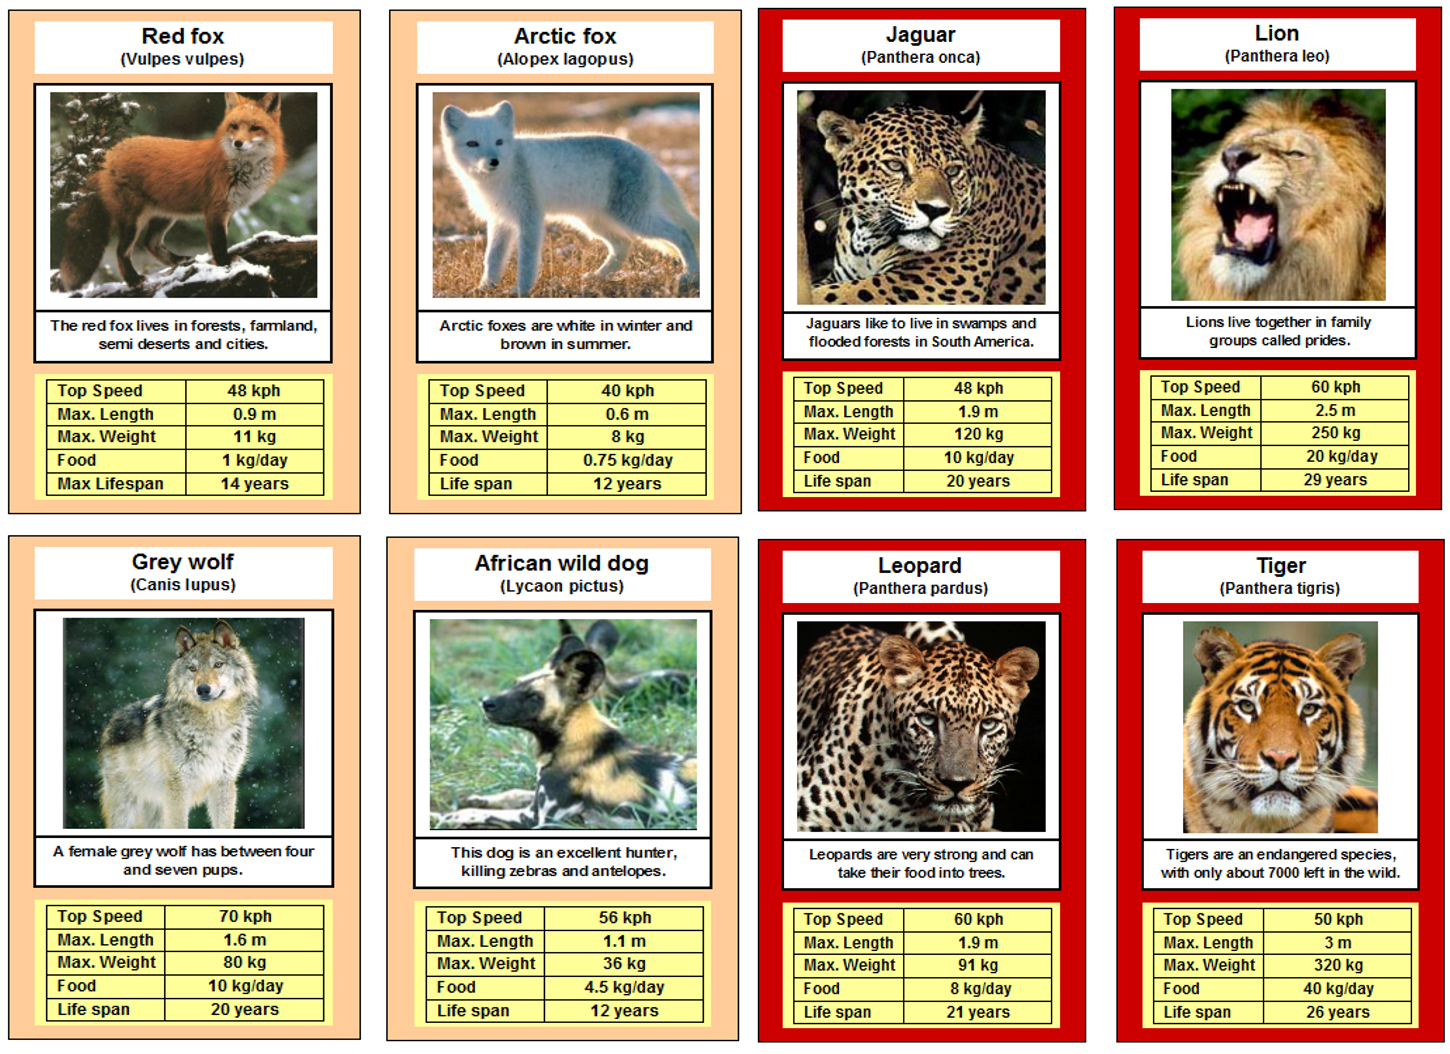 Red fox
(Vulpes vulpes)
The red fox lives in forests, farmland,
semi deserts and cities.
Top Speed 48 kph
Max. Length 0.9 m
Max. Weight 11 kg
Food 1 kg/day
Max Lifespan 14 years
Arctic fox
(Alopex lagopus)
Arctic foxes are white in winter and
brown in summer.
Top Speed 40 kph
Max. Length 0.6 m
Max. Weight 8 kg
Food 0.75 kg/day
Life span 12 years
Jaguar
(Panthera onca)
Jaguars like to live in swamps and
flooded forests in South America.
Top Speed 48 kph
Max. Length 1.9 m
Max. Weight 120 kg
Food 10 kg/day
Life span 20 years
Lion
(Panthera leo)
Lions live together in family
groups called prides.
Top Speed 60 kph
Max. Length 2.5 m
Max. Weight 250 kg
Food 20 kg/day
Life span 29 years
Grey wolf
(Canis lupus)
A female grey wolf has between four
and seven pups.
Top Speed 70 kph
Max. Length 1.6 m
Max. Weight 80 kg
Food 10 kg/day
Life span 20 years
African wild dog
(Lycaon pictus)
This dog is an excellent hunter,
killing zebras and antelopes.
Top Speed 56 kph
Max. Length 1.1 m
Max. Weight 36 kg
Food 4.5 kg/day
Life span 12 years
Leopard
(Panthera pardus)
Leopards are very strong and can
take their food into trees.
Top Speed 60 kph
Max. Length 1.9 m
Max. Weight 91 kg
Food 8 kg/day
Life span 21 years
Tiger
(Panthera tigris)
Tigers are an endangered species,
with only about 7000 left in the wild.
Top Speed 50 kph
Max. Length 3 m
Max. Weight 320 kg
Food 40 kg/day
Life span 26 years